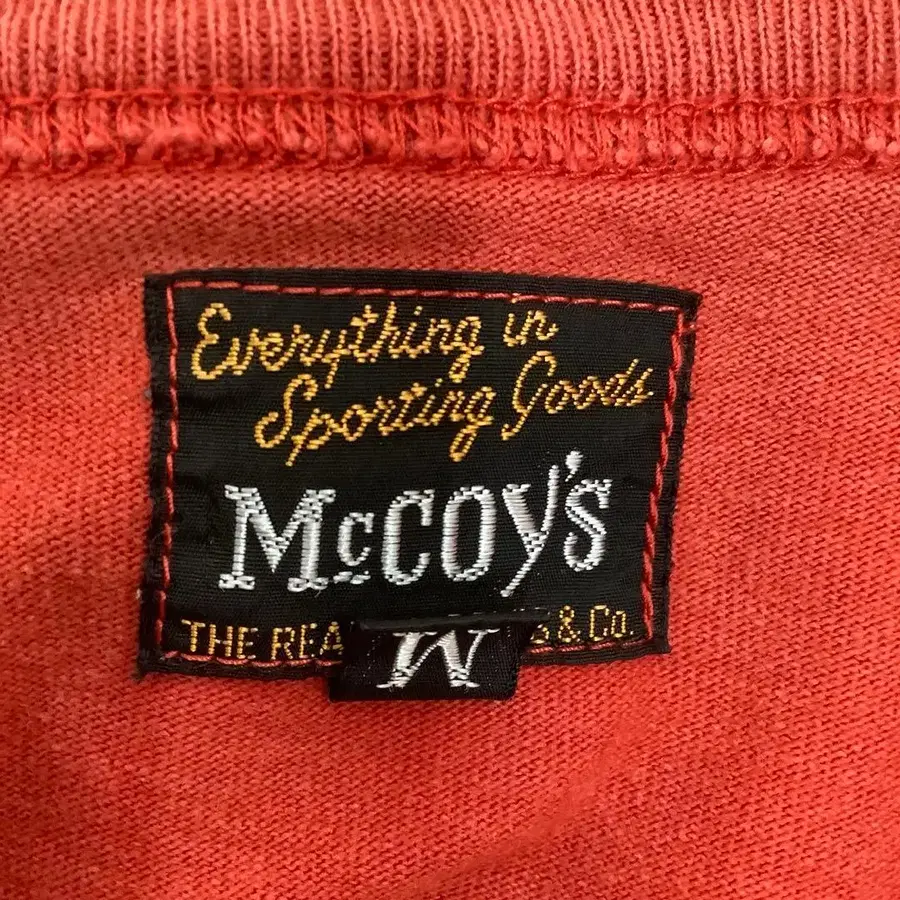 Everything in
Sporting Goods
McCOY'S
THE REA & Co.
M